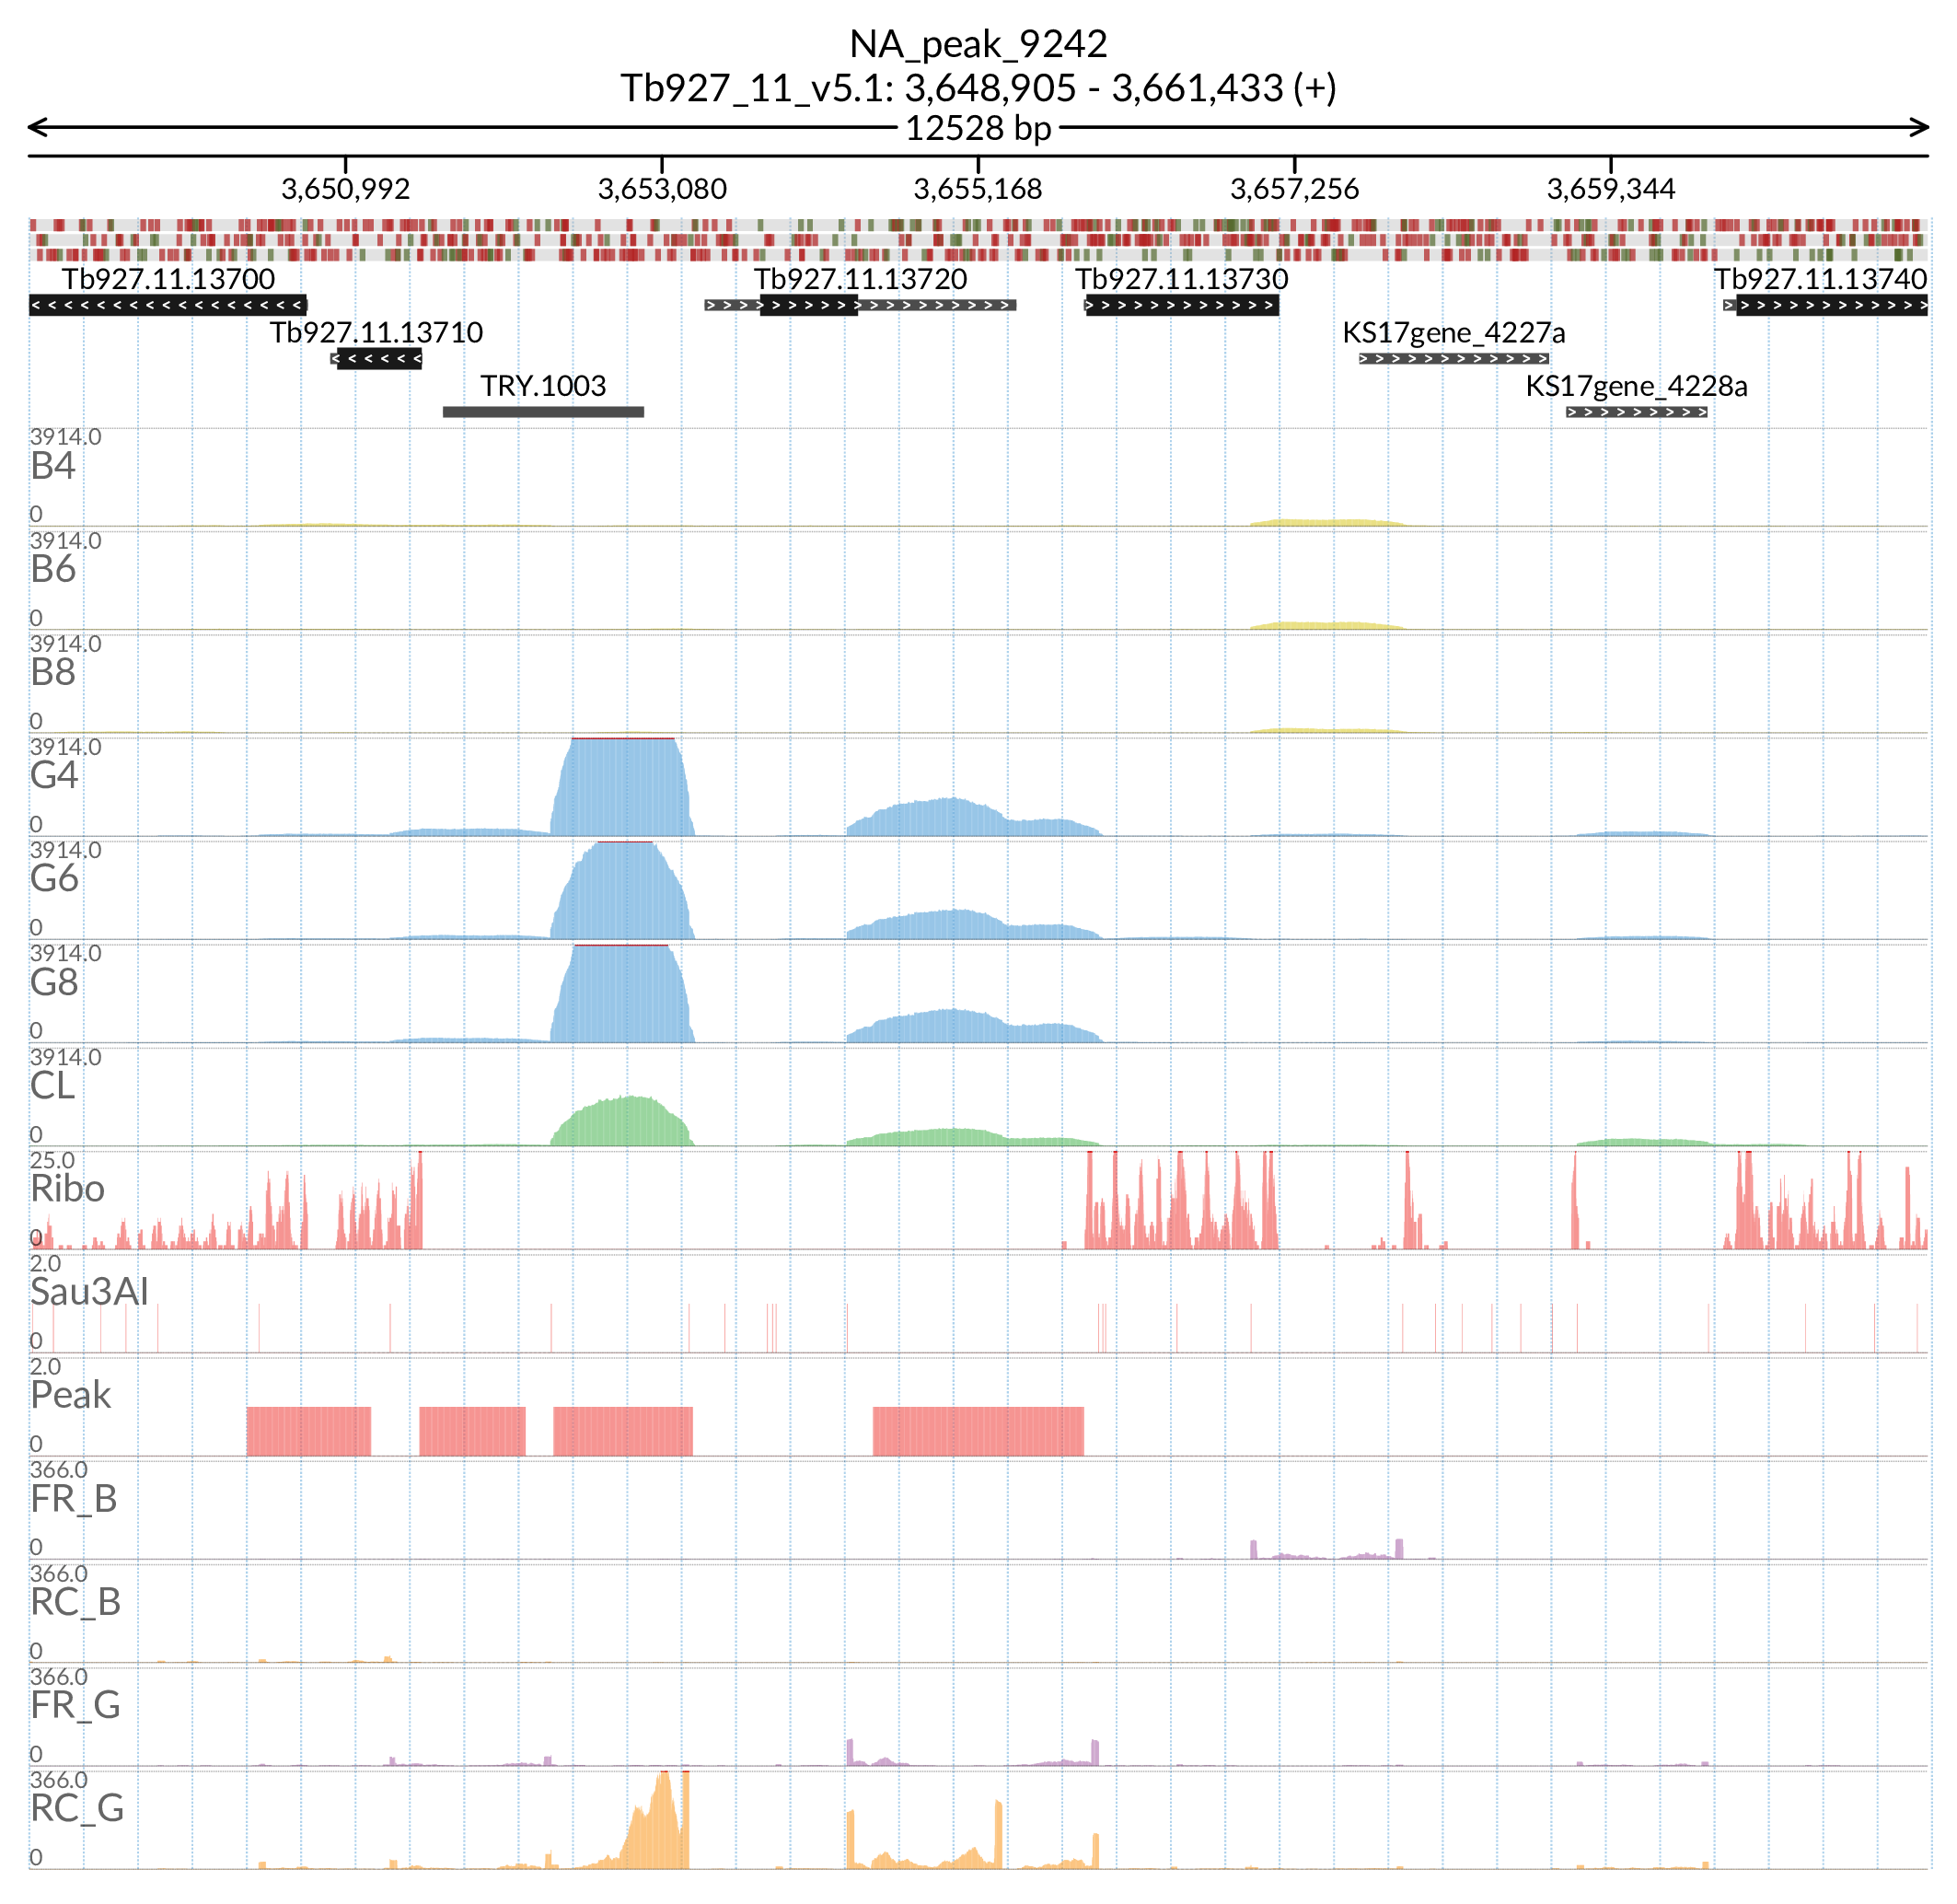 NA_peak_9242
Tb927_11_v5.1: 3,648,905 - 3,661,433 (+)
12528 bp
3,650,992 3,653,080 3,655,168 3,657,256 3,659,344
Tb927.11.13700 Tb927.11.13720 Tb927.11.13730 Tb927.11.13740
Tb927.11.13710 KS17gene_4227a
TRY.1003 KS17gene_4228a
3914.0
B4
0
3914.0
B6
0
3914.0
B8
0
3914.0
G4
0
3914.0
G6
0
3914.0
G8
0
3914.0
CL
0
25.0
Ribo
0
2.0
Sau3AI
0
2.0
Peak
0
366.0
FR_B
0
366.0
RC_B
0
366.0
FR_G
0
366.0
RC_G
0